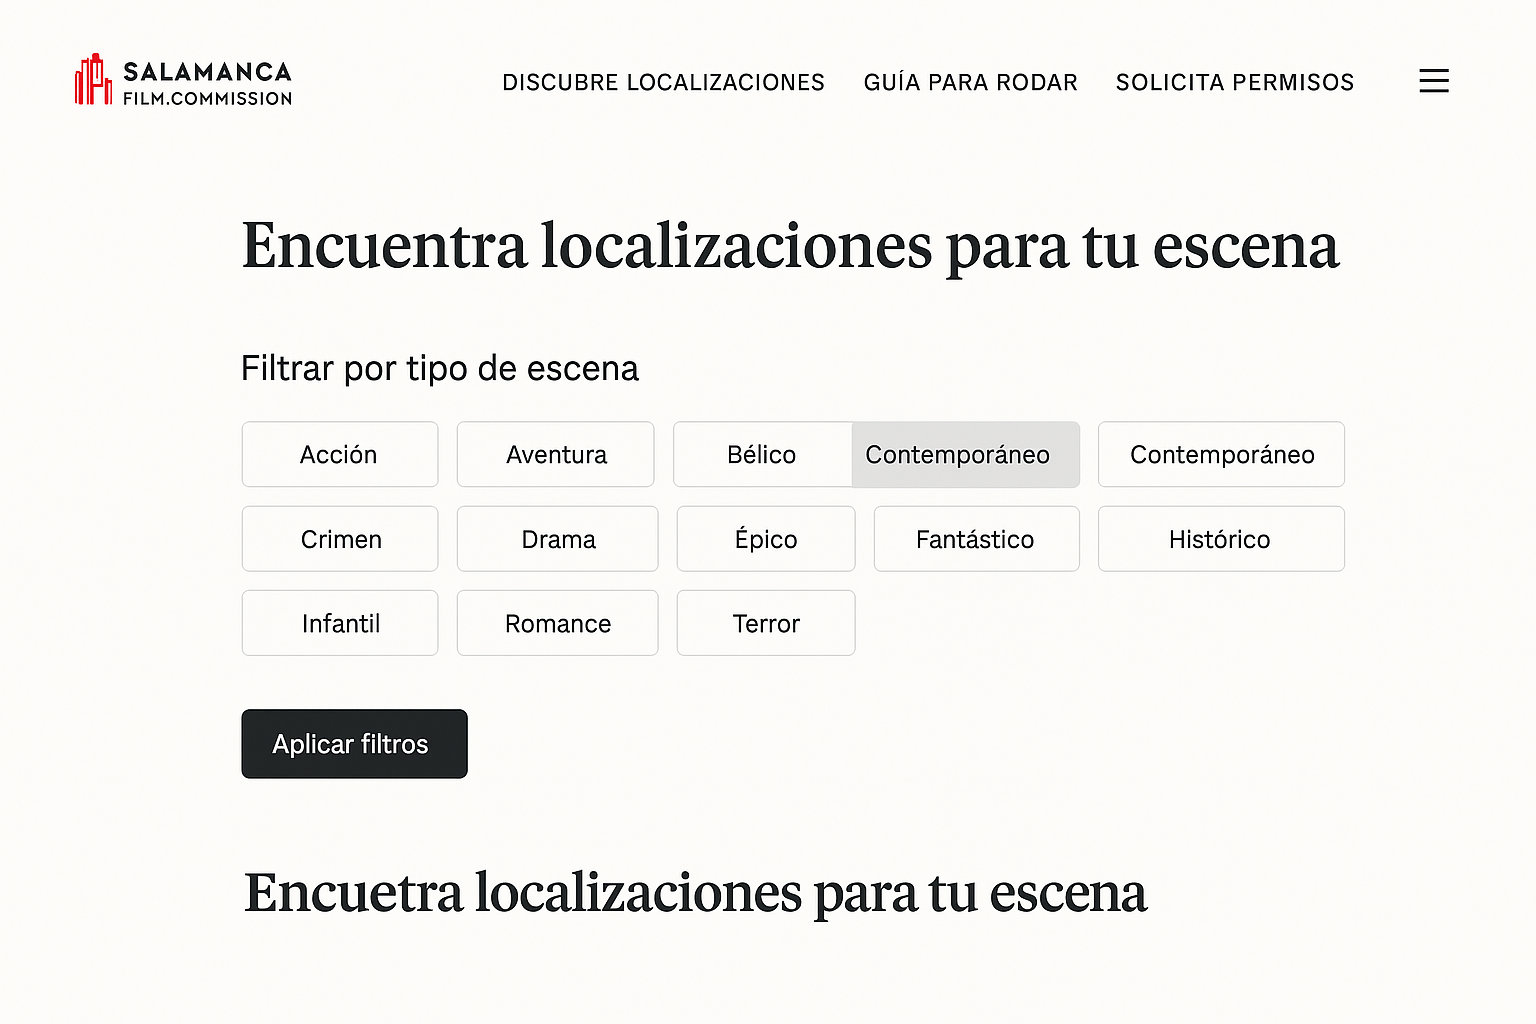 SALAMANCA
FILM.COMMISSION
DISCUBRE LOCALIZACIONES GUÍA PARA RODAR SOLICITA PERMISOS
Encuentra localizaciones para tu escena
Filtrar por tipo de escena
Acción Aventura Bélico Contemporáneo Contemporáneo
Crimen Drama Épico Fantástico Histórico
Infantil Romance Terror
Aplicar filtros
Encuetra localizaciones para tu escena